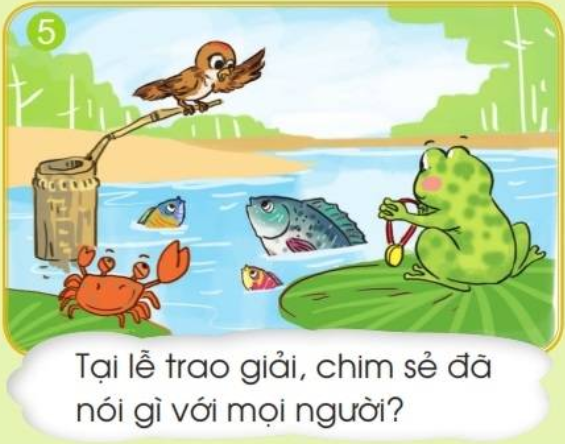 5
Tại lễ trao giải, chim sẻ đã
nói gì với mọi người?